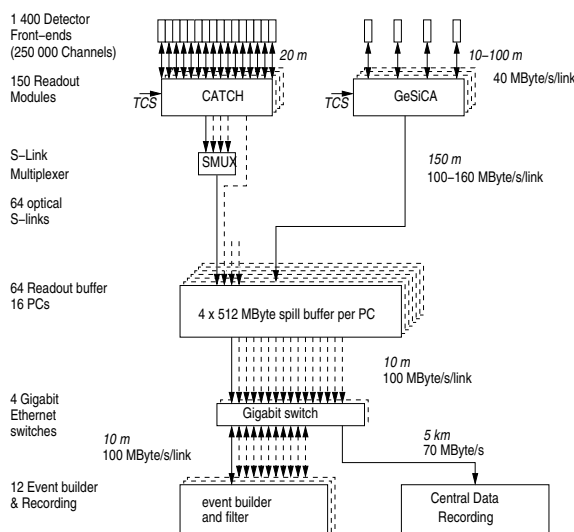 1 400 Detector
Front−ends
(250 000 Channels)
20 m
10−100 m
40 MByte/s/link
150 Readout
Modules
TCS
CATCH
TCS
GeSiCA
S−Link
Multiplexer
SMUX
150 m
100−160 MByte/s/link
64 optical
S−links
64 Readout buffer
16 PCs
4 x 512 MByte spill buffer per PC
10 m
100 MByte/s/link
4 Gigabit
Ethernet
switches
Gigabit switch
10 m
100 MByte/s/link
5 km
70 MByte/s
12 Event builder
& Recording
event builder
and filter
Central Data
Recording